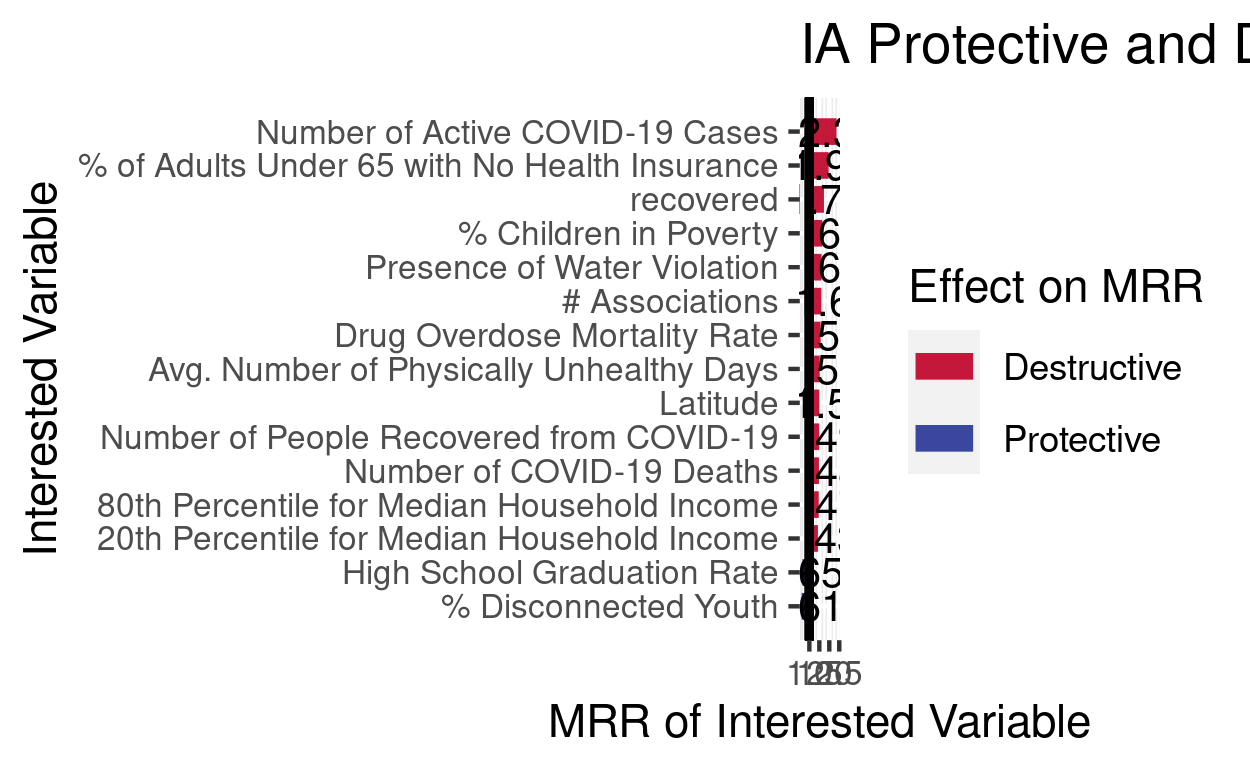 IA Protective and
Number of Active COVID-19 Cases
% of Adults Under 65 with No Health Insurance
recovered
% Children in Poverty
Presence of Water Violation
# Associations
Drug Overdose Mortality Rate
Avg. Number of Physically Unhealthy Days
Latitude
Number of People Recovered from COVID-19
Number of COVID-19 Deaths
80th Percentile for Median Household Income
20th Percentile for Median Household Income
High School Graduation Rate
% Disconnected Youth
Interested Variable
MRR of Interested Variable
Effect on MRR
Destructive
Protective